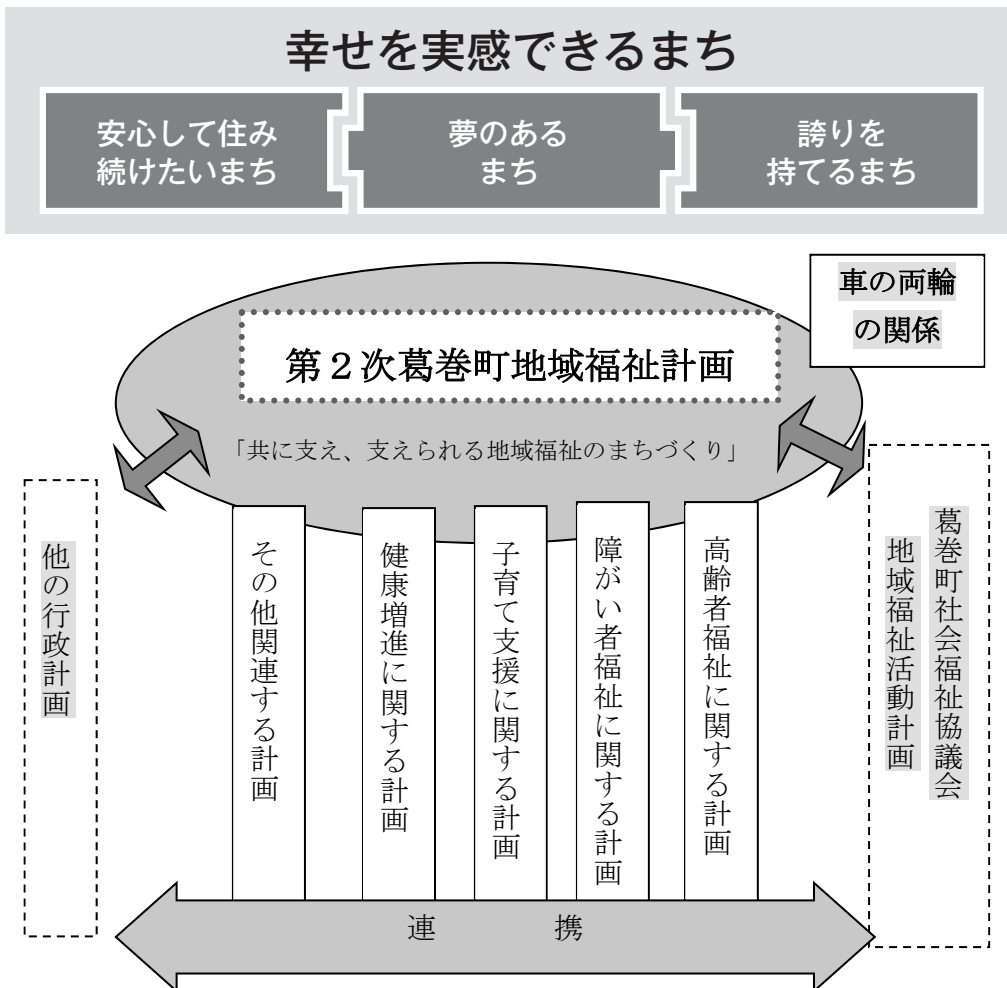 幸せを実感できるまち
安心して住み
続けたいまち
夢のある
まち
誇りを
持てるまち
車の両輪
の関係
第２次葛巻町地域福祉計画
「共に支え、支えられる地域福祉のまちづくり」
葛巻町社会福祉協議会
地域福祉活動計画
高齢者福祉に関する計画
障がい者福祉に関する計画
子育て支援に関する計画
健康増進に関する計画
その他関連する計画
他の行政計画
連　携